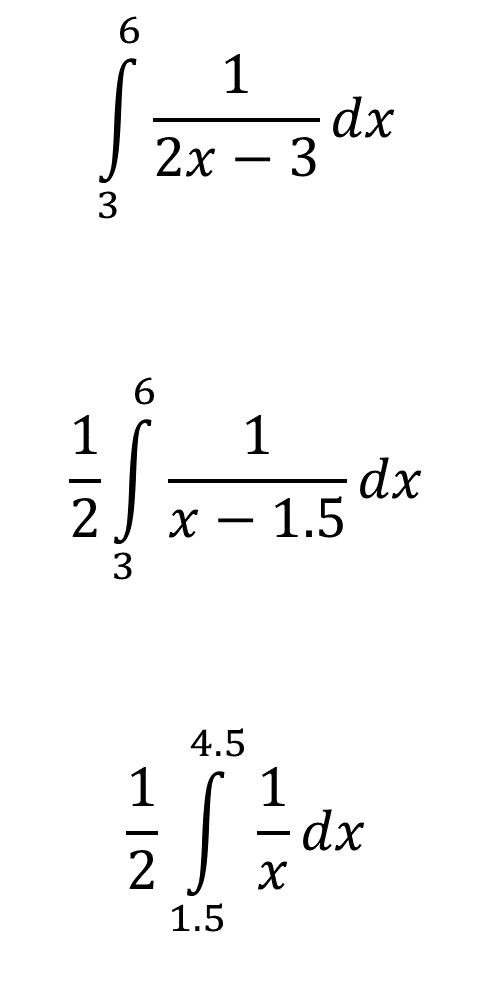 6
∫ 1/(2x − 3) dx
3
6
1/2 ∫ 1/(x − 1.5) dx
3
4.5
1/2 ∫ 1/x dx
1.5